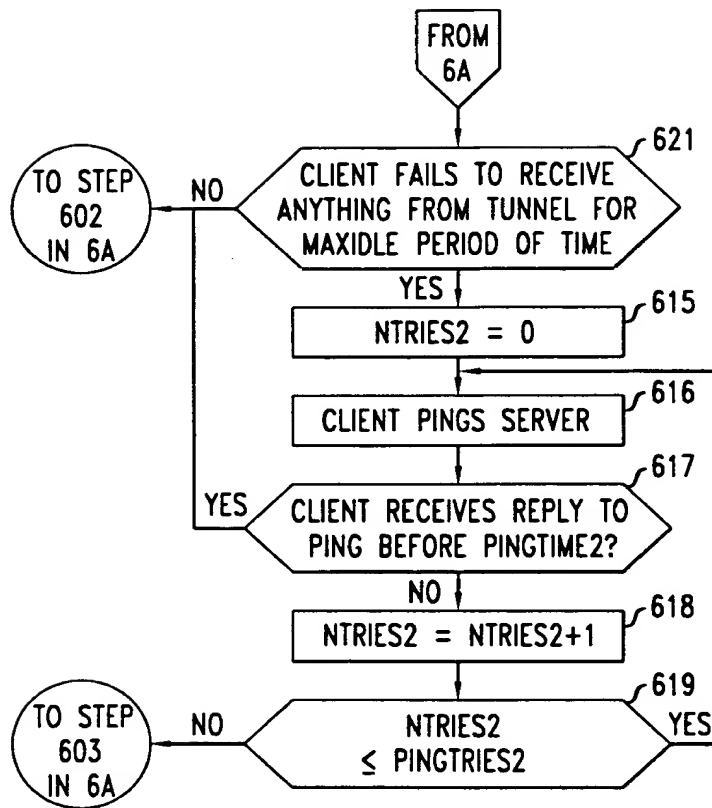 FROM
6A
621
CLIENT FAILS TO RECEIVE
ANYTHING FROM TUNNEL FOR
MAXIDLE PERIOD OF TIME
NO
TO STEP
602
IN 6A
YES
615
NTRIES2 = 0
616
CLIENT PINGS SERVER
617
YES
CLIENT RECEIVES REPLY TO
PING BEFORE PINGTIME2?
NO
618
NTRIES2 = NTRIES2+1
619
TO STEP
603
IN 6A
NO
NTRIES2
≤ PINGTRIES2
YES